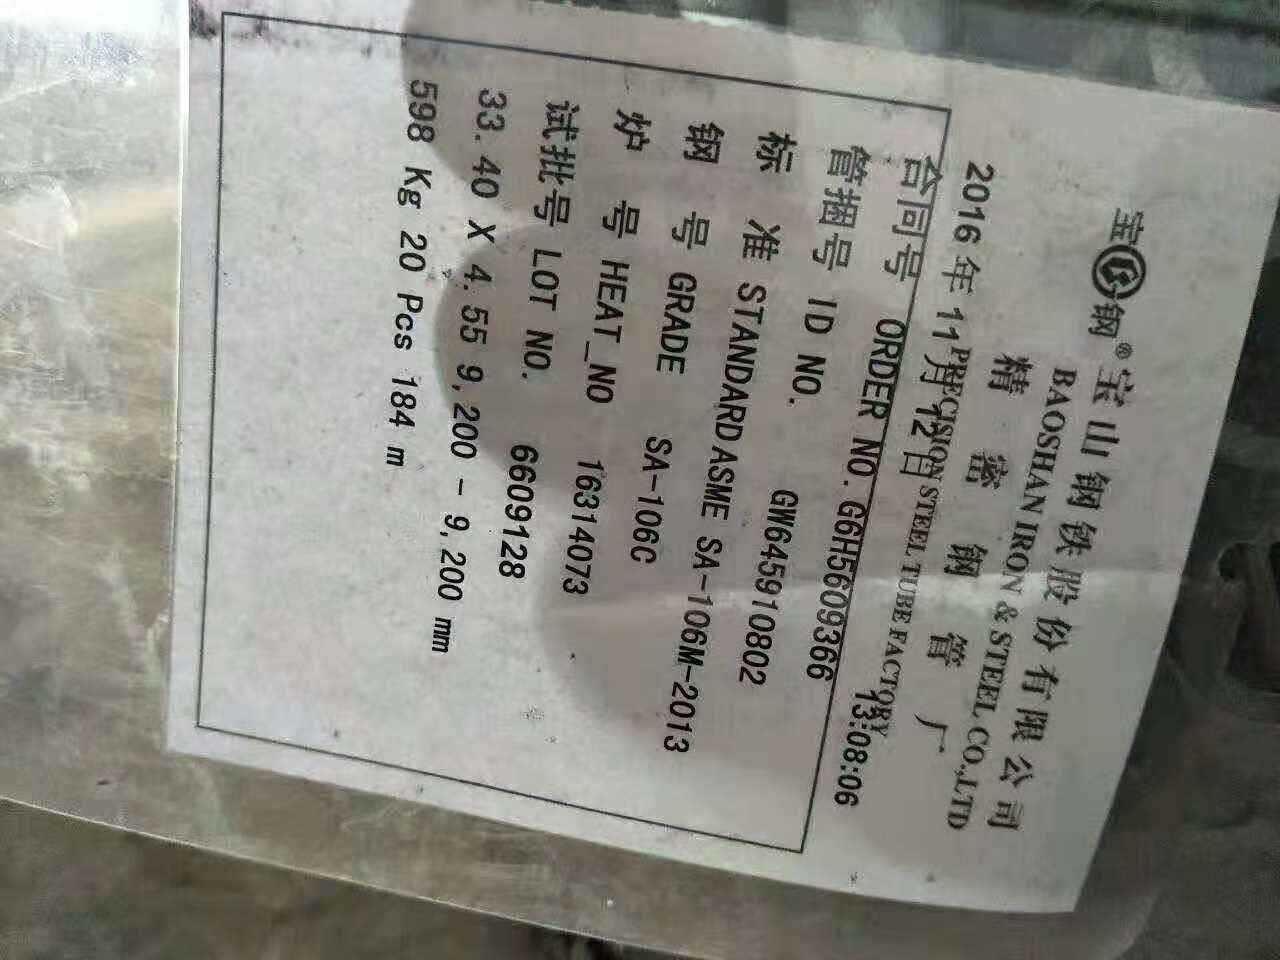 宝钢® 宝山钢铁股份有限公司
BAOSHAN IRON & STEEL CO.,LTD
精密钢管厂
PRECISION STEEL TUBE FACTORY
2016年11月12日 13:08:06
合同号 ORDER NO. G6H5609366
管捆号 ID NO. GW645910802
标 准 STANDARD ASME SA-106M-2013
钢 号 GRADE SA-106C
炉 号 HEAT_NO 16314073
试批号 LOT NO. 6609128
33.40 X 4.55 9,200 - 9,200 mm
598 Kg 20 Pcs 184 m